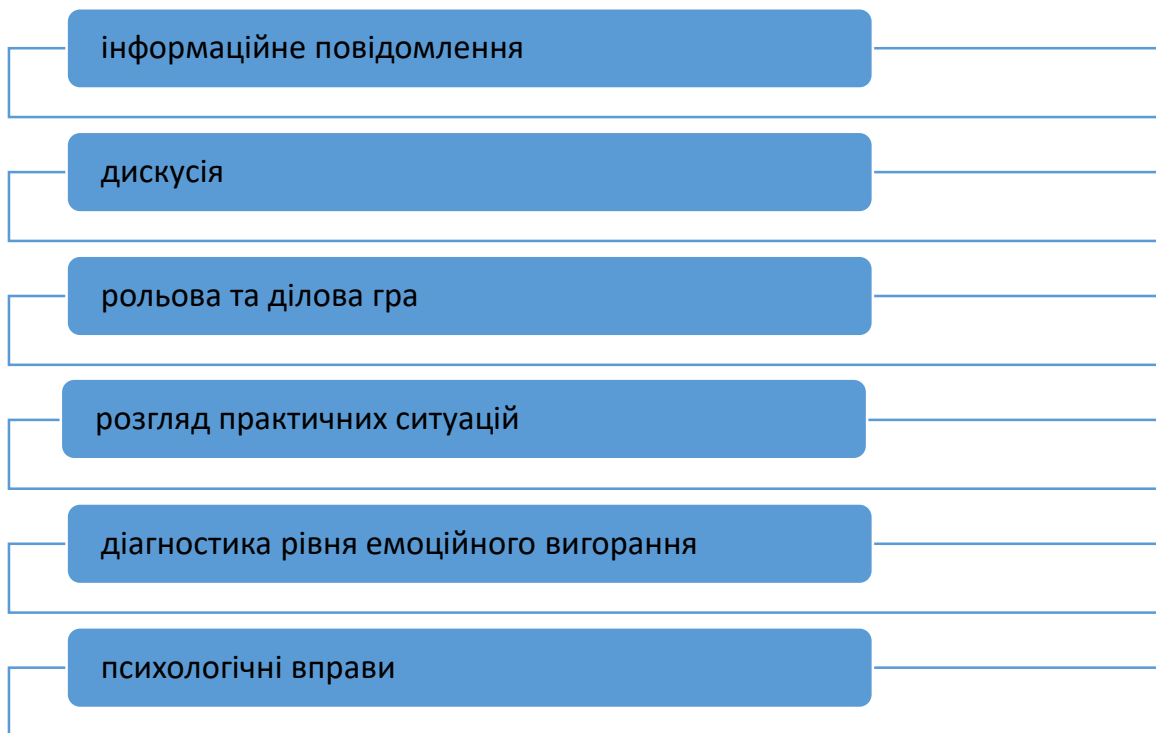 інформаційне повідомлення
дискусія
рольова та ділова гра
розгляд практичних ситуацій
діагностика рівня емоційного вигорання
психологічні вправи